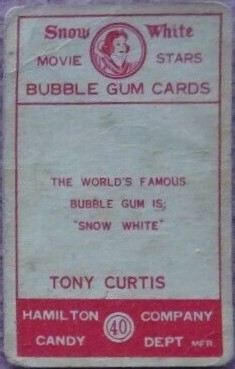 Snow White
MOVIE STARS
BUBBLE GUM CARDS
THE WORLD'S FAMOUS
BUBBLE GUM IS;
"SNOW WHITE"
TONY CURTIS
HAMILTON 40 COMPANY
CANDY DEPT MFR.